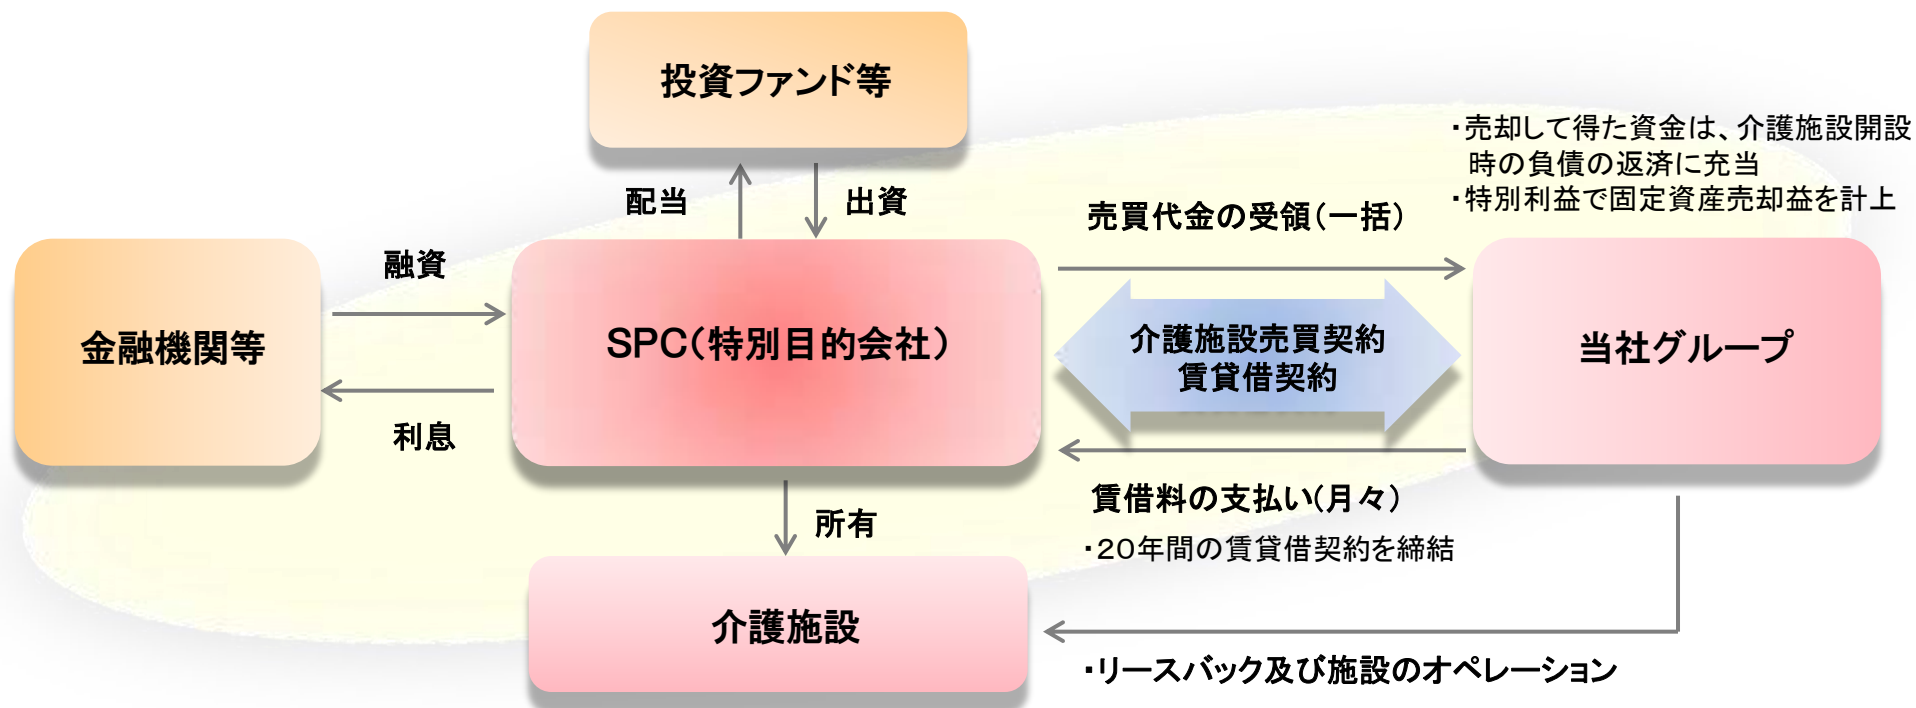 投資ファンド等
・売却して得た資金は、介護施設開設
時の負債の返済に充当
・特別利益で固定資産売却益を計上
配当
出資
売買代金の受領(一括)
融資
金融機関等
SPC(特別目的会社)
介護施設売買契約
賃貸借契約
当社グループ
利息
賃借料の支払い(月々)
・20年間の賃貸借契約を締結
所有
介護施設
・リースバック及び施設のオペレーション